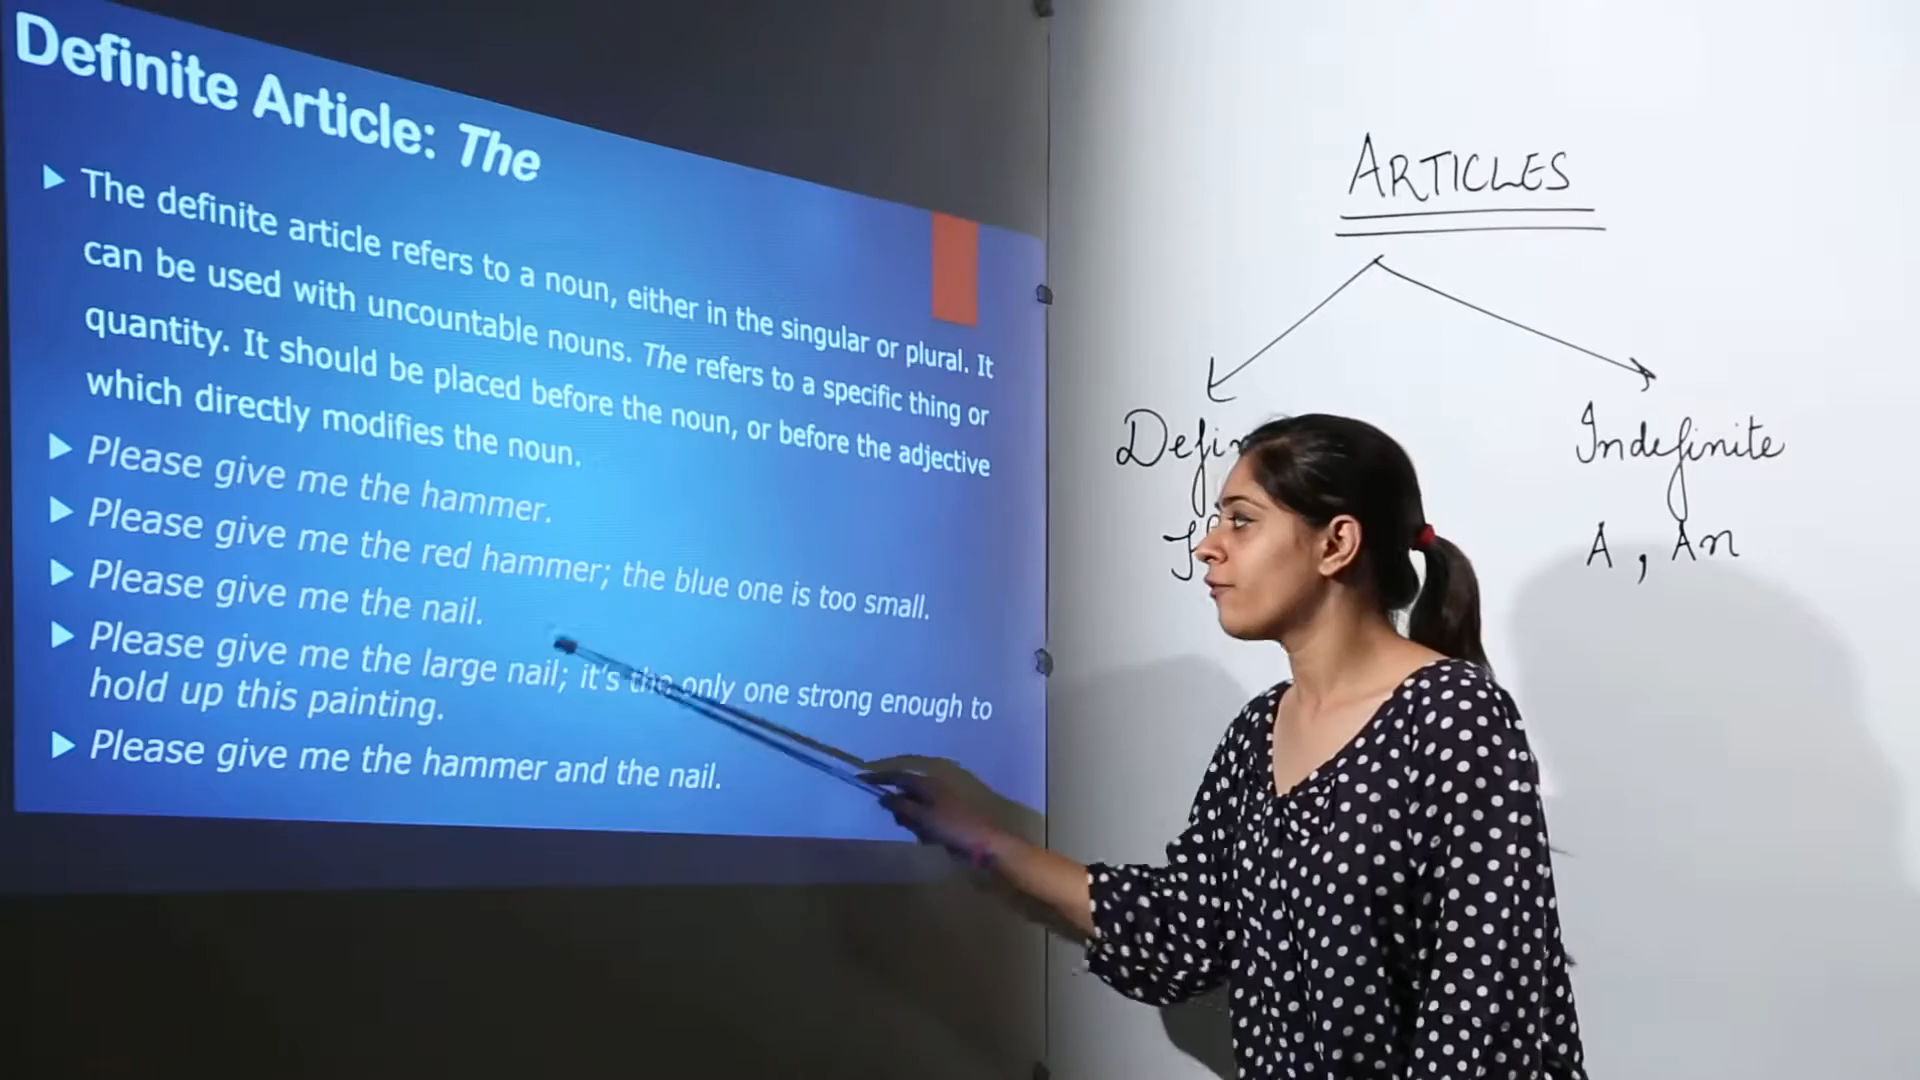 Definite Article: The
The definite article refers to a noun, either in the singular or plural. It
can be used with uncountable nouns. The refers to a specific thing or
quantity. It should be placed before the noun, or before the adjective
which directly modifies the noun.
Please give me the hammer.
Please give me the red hammer; the blue one is too small.
Please give me the nail.
Please give me the large nail; it's the only one strong enough to
hold up this painting.
Please give me the hammer and the nail.
ARTICLES
Indefinite
A, An